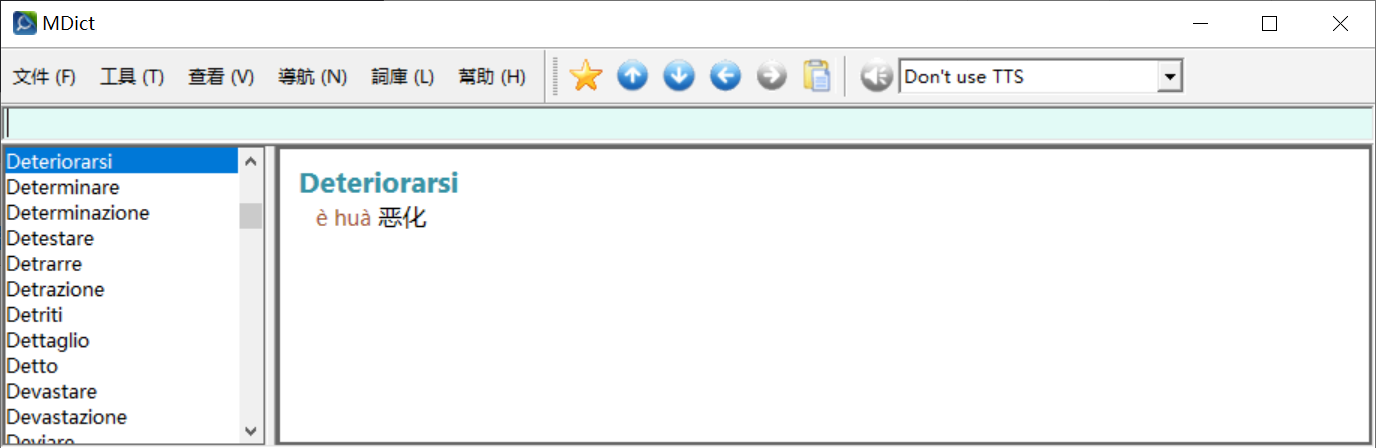 MDict
文件 (F) 工具 (T) 查看 (V) 導航 (N) 詞庫 (L) 幫助 (H) Don't use TTS
Deteriorarsi
Determinare
Determinazione
Detestare
Detrarre
Detrazione
Detriti
Dettaglio
Detto
Devastare
Devastazione
Deviare
Deteriorarsi
è huà 恶化